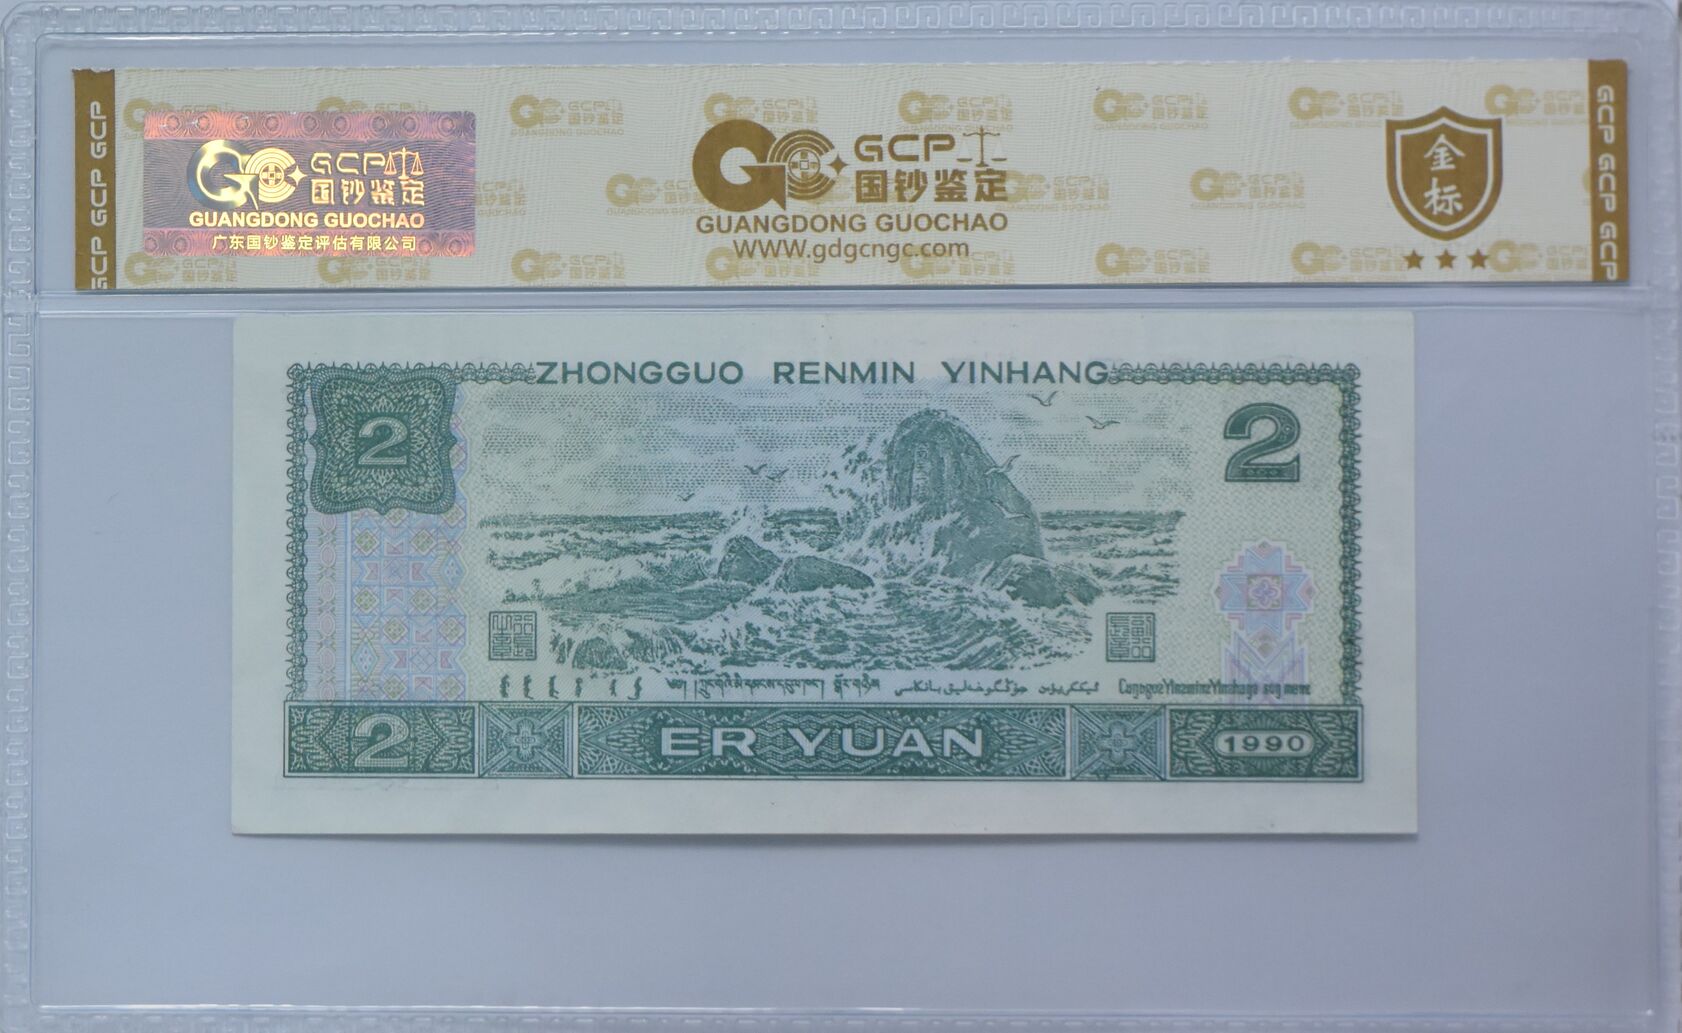 GCP GCP GCP
GCP
国钞鉴定
GUANGDONG GUOCHAO
广东国钞鉴定评估有限公司
GCP
国钞鉴定
GUANGDONG GUOCHAO
WWW.gdgcngc.com
金
标
GCP GCP GCP
ZHONGGUO RENMIN YINHANG
2
2
2
ER YUAN
1990